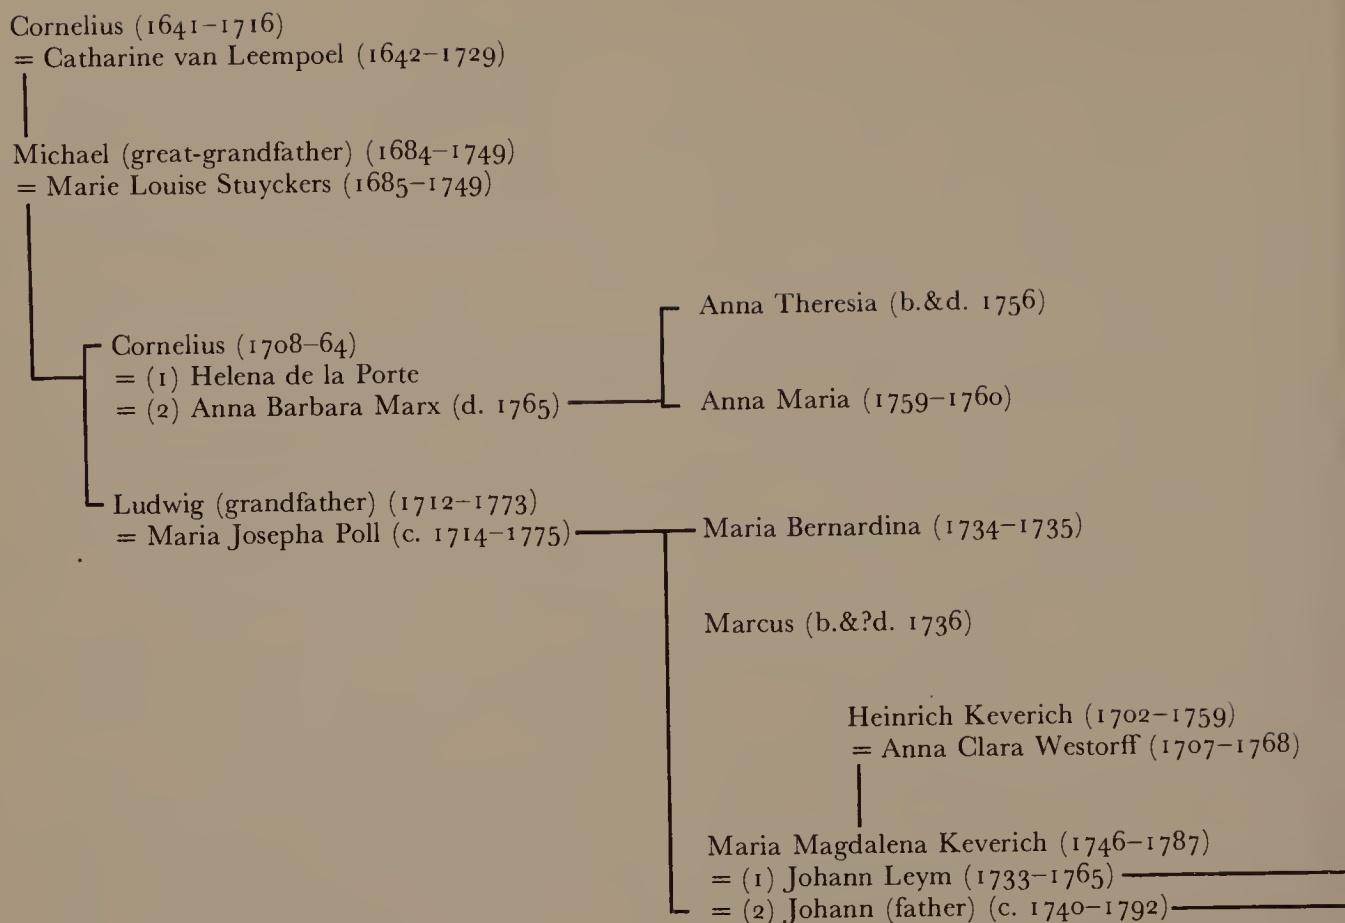 Cornelius (1641–1716)
= Catharine van Leempoel (1642–1729)
Michael (great-grandfather) (1684–1749)
= Marie Louise Stuyckers (1685–1749)
Anna Theresia (b.&d. 1756)
Cornelius (1708–64)
= (1) Helena de la Porte
= (2) Anna Barbara Marx (d. 1765)
Anna Maria (1759–1760)
Ludwig (grandfather) (1712–1773)
= Maria Josepha Poll (c. 1714–1775)
Maria Bernardina (1734–1735)
Marcus (b.&?d. 1736)
Heinrich Keverich (1702–1759)
= Anna Clara Westorff (1707–1768)
Maria Magdalena Keverich (1746–1787)
= (1) Johann Leym (1733–1765)
= (2) Johann (father) (c. 1740–1792)